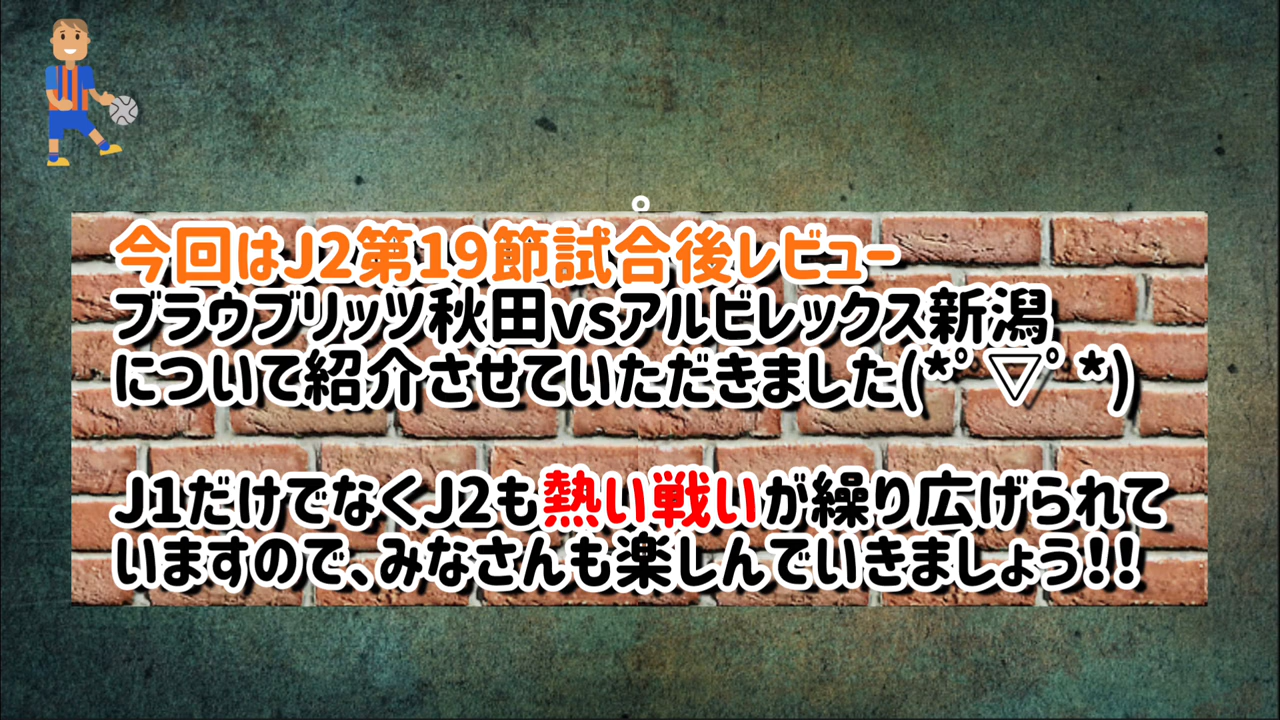 。
今回はJ2第19節試合後レビュー
ブラウブリッツ秋田vsアルビレックス新潟
について紹介させていただきました(*ﾟ▽ﾟ*)
J1だけでなくJ2も熱い戦いが繰り広げられて
いますので、みなさんも楽しんでいきましょう!!